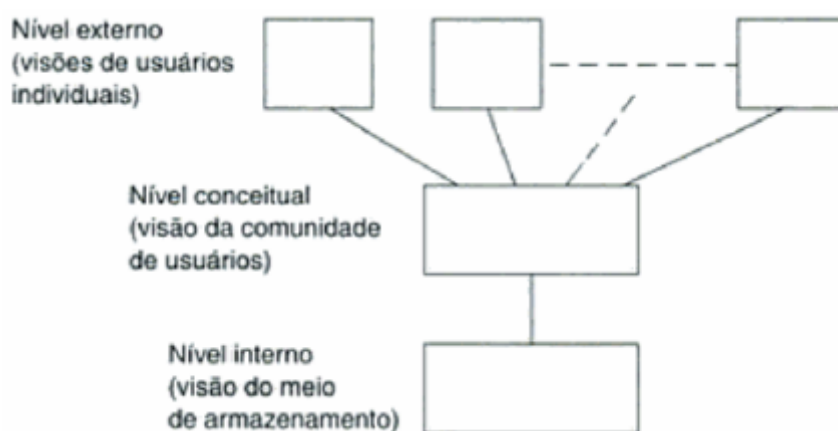 Nível externo
(visões de usuários
individuais)
Nível conceitual
(visão da comunidade
de usuários)
Nível interno
(visão do meio
de armazenamento)